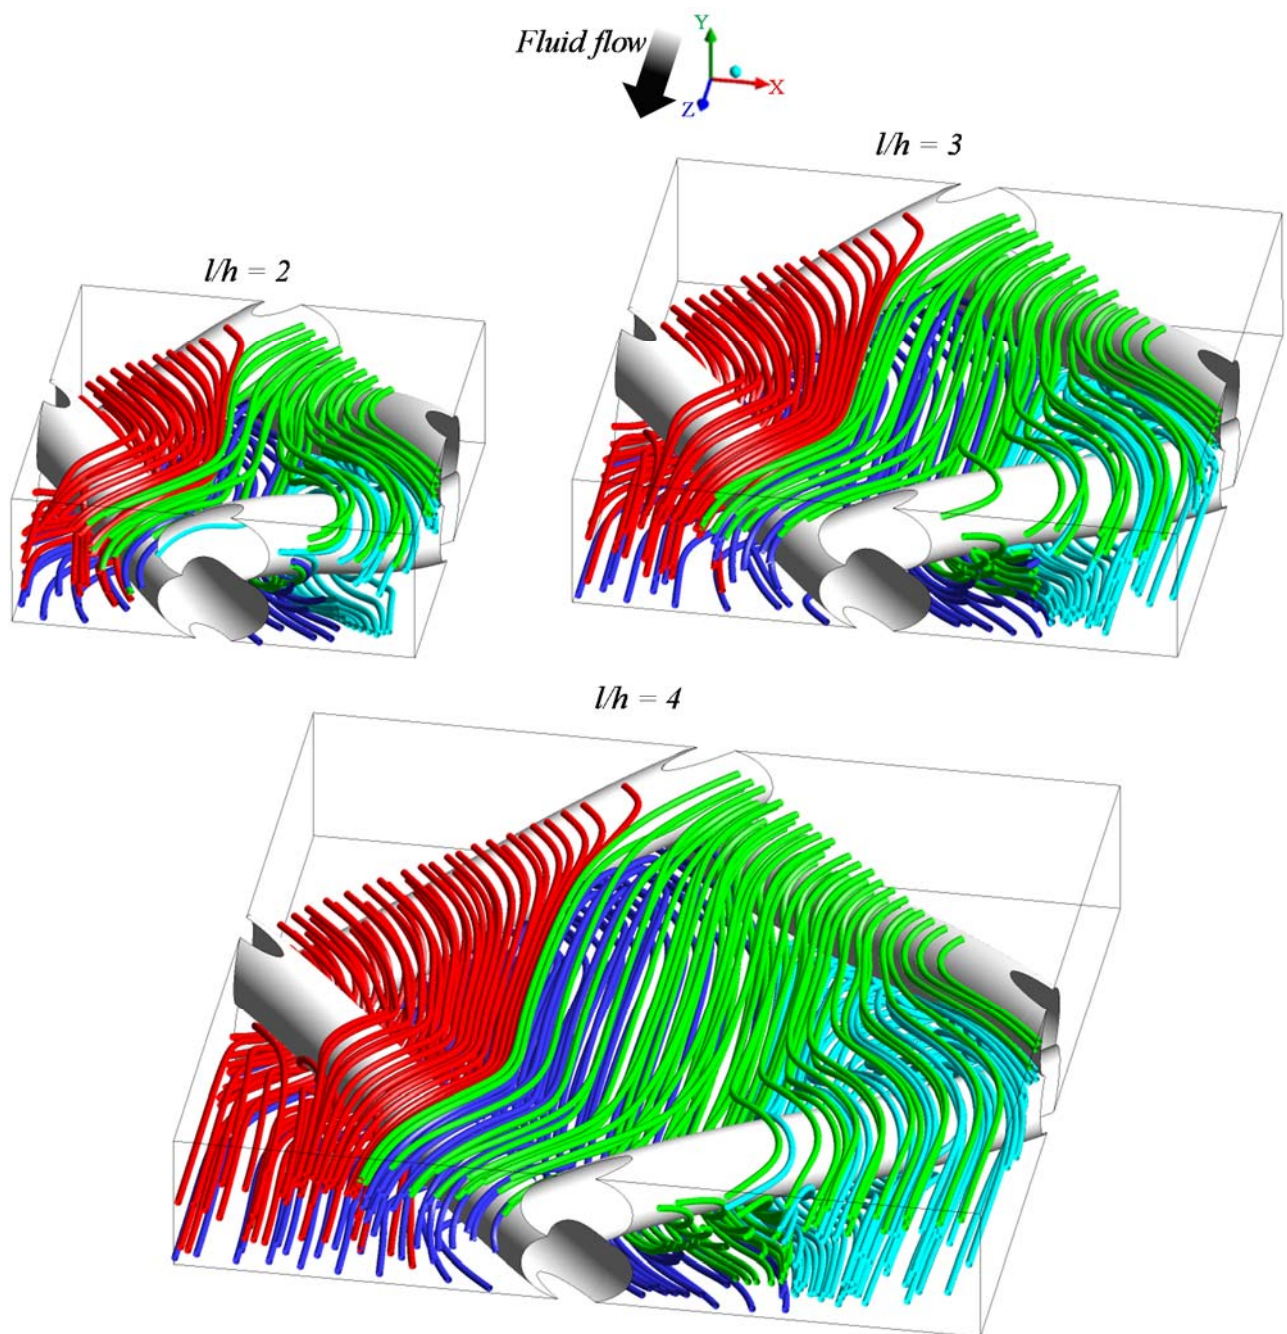 Fluid flow
Y
X
Z
l/h = 3
l/h = 2
l/h = 4